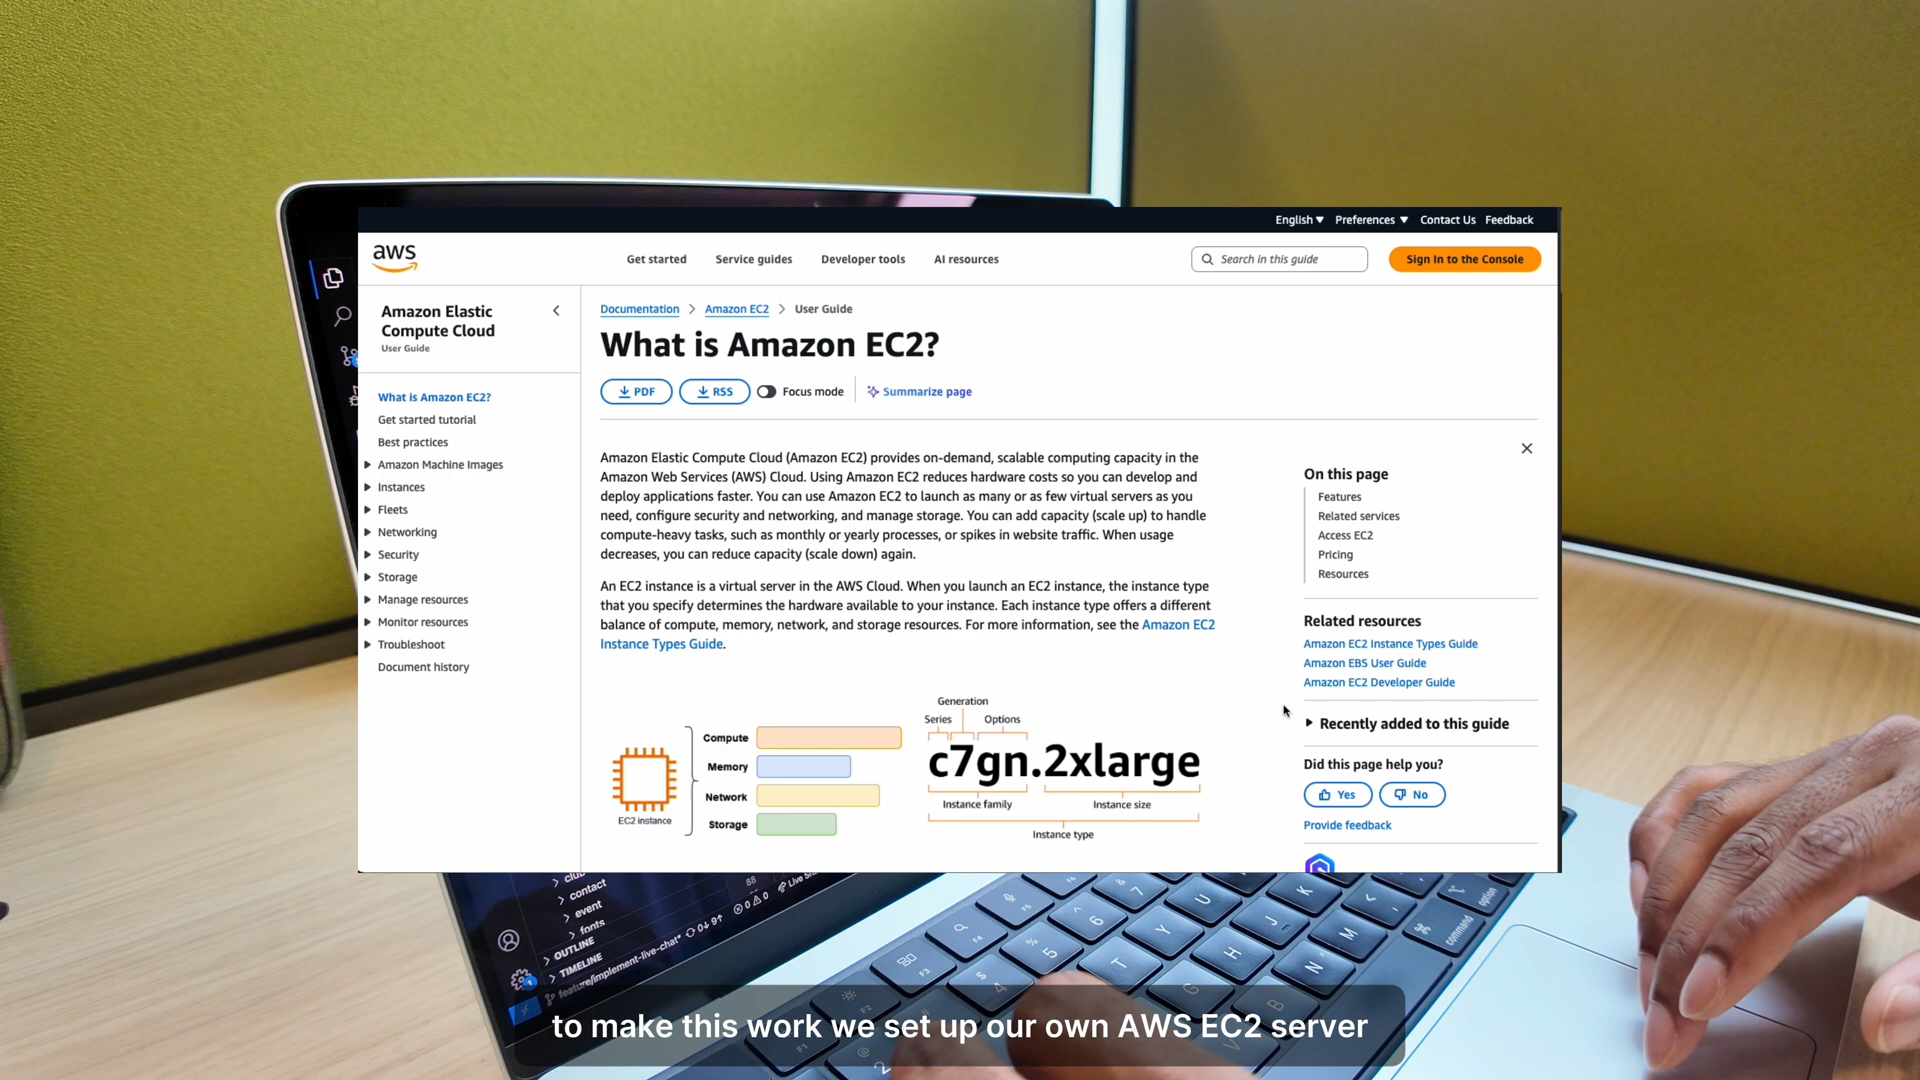 English Preferences Contact Us Feedback
aws
Get started Service guides Developer tools AI resources
Search in this guide
Sign in to the Console
Amazon Elastic
Compute Cloud
User Guide
What is Amazon EC2?
Get started tutorial
Best practices
Amazon Machine Images
Instances
Fleets
Networking
Security
Storage
Manage resources
Monitor resources
Troubleshoot
Document history
Documentation > Amazon EC2 > User Guide
What is Amazon EC2?
PDF RSS Focus mode Summarize page
Amazon Elastic Compute Cloud (Amazon EC2) provides on-demand, scalable computing capacity in the
Amazon Web Services (AWS) Cloud. Using Amazon EC2 reduces hardware costs so you can develop and
deploy applications faster. You can use Amazon EC2 to launch as many or as few virtual servers as you
need, configure security and networking, and manage storage. You can add capacity (scale up) to handle
compute-heavy tasks, such as monthly or yearly processes, or spikes in website traffic. When usage
decreases, you can reduce capacity (scale down) again.
An EC2 instance is a virtual server in the AWS Cloud. When you launch an EC2 instance, the instance type
that you specify determines the hardware available to your instance. Each instance type offers a different
balance of compute, memory, network, and storage resources. For more information, see the Amazon EC2
Instance Types Guide.
EC2 instance
Compute
Memory
Network
Storage
Generation
Series Options
c7gn.2xlarge
Instance family Instance size
Instance type
On this page
Features
Related services
Access EC2
Pricing
Resources
Related resources
Amazon EC2 Instance Types Guide
Amazon EBS User Guide
Amazon EC2 Developer Guide
Recently added to this guide
Did this page help you?
Yes No
Provide feedback
contact
event
fonts
OUTLINE
TIMELINE
feature/implement-live-chat*
88
F3
F4
F5
$ 4
% 5
^ 6
& 7
T
Y
U
G
H
J
K
B
N
M
command
option
to make this work we set up our own AWS EC2 server